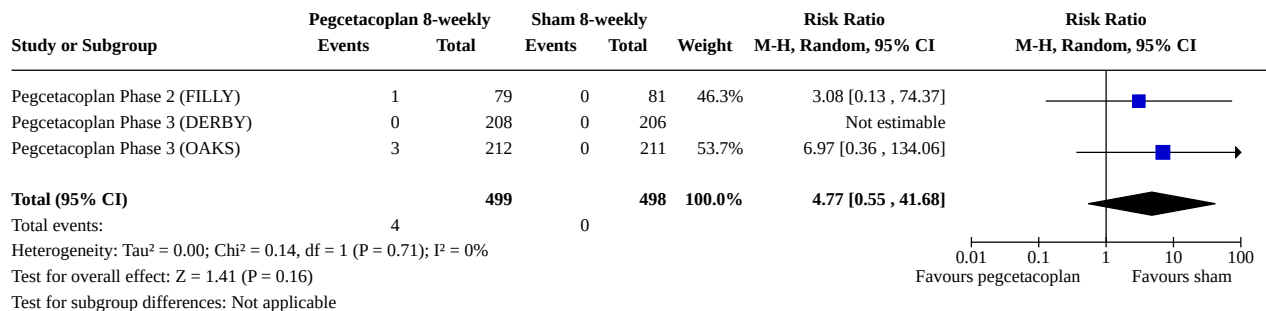 Pegcetacoplan 8-weekly Sham 8-weekly Risk Ratio Risk Ratio
Study or Subgroup Events Total Events Total Weight M-H, Random, 95% CI M-H, Random, 95% CI
Pegcetacoplan Phase 2 (FILLY) 1 79 0 81 46.3% 3.08 [0.13 , 74.37]
Pegcetacoplan Phase 3 (DERBY) 0 208 0 206 Not estimable
Pegcetacoplan Phase 3 (OAKS) 3 212 0 211 53.7% 6.97 [0.36 , 134.06]
Total (95% CI) 499 498 100.0% 4.77 [0.55 , 41.68]
Total events: 4 0
Heterogeneity: Tau² = 0.00; Chi² = 0.14, df = 1 (P = 0.71); I² = 0%
Test for overall effect: Z = 1.41 (P = 0.16)
Test for subgroup differences: Not applicable
0.01 0.1 1 10 100
Favours pegcetacoplan Favours sham